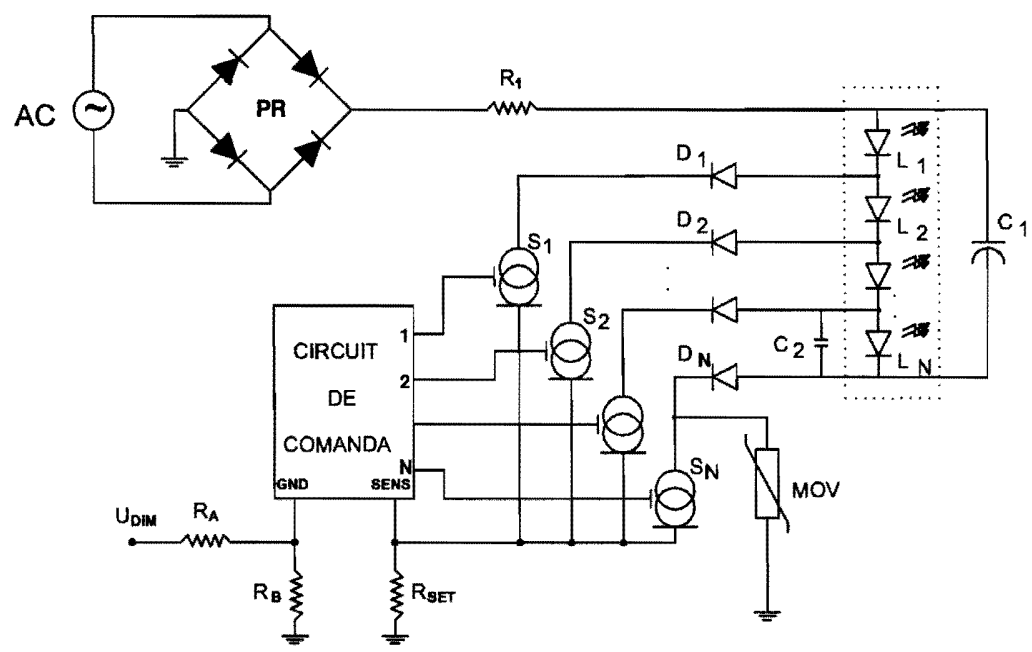 AC
PR
R1
D1
L1
D2
L2
C1
S1
S2
C2
DN
LN
CIRCUIT
DE
COMANDA
1
2
N
GND
SENS
SN
MOV
UDIM
RA
RB
RSET